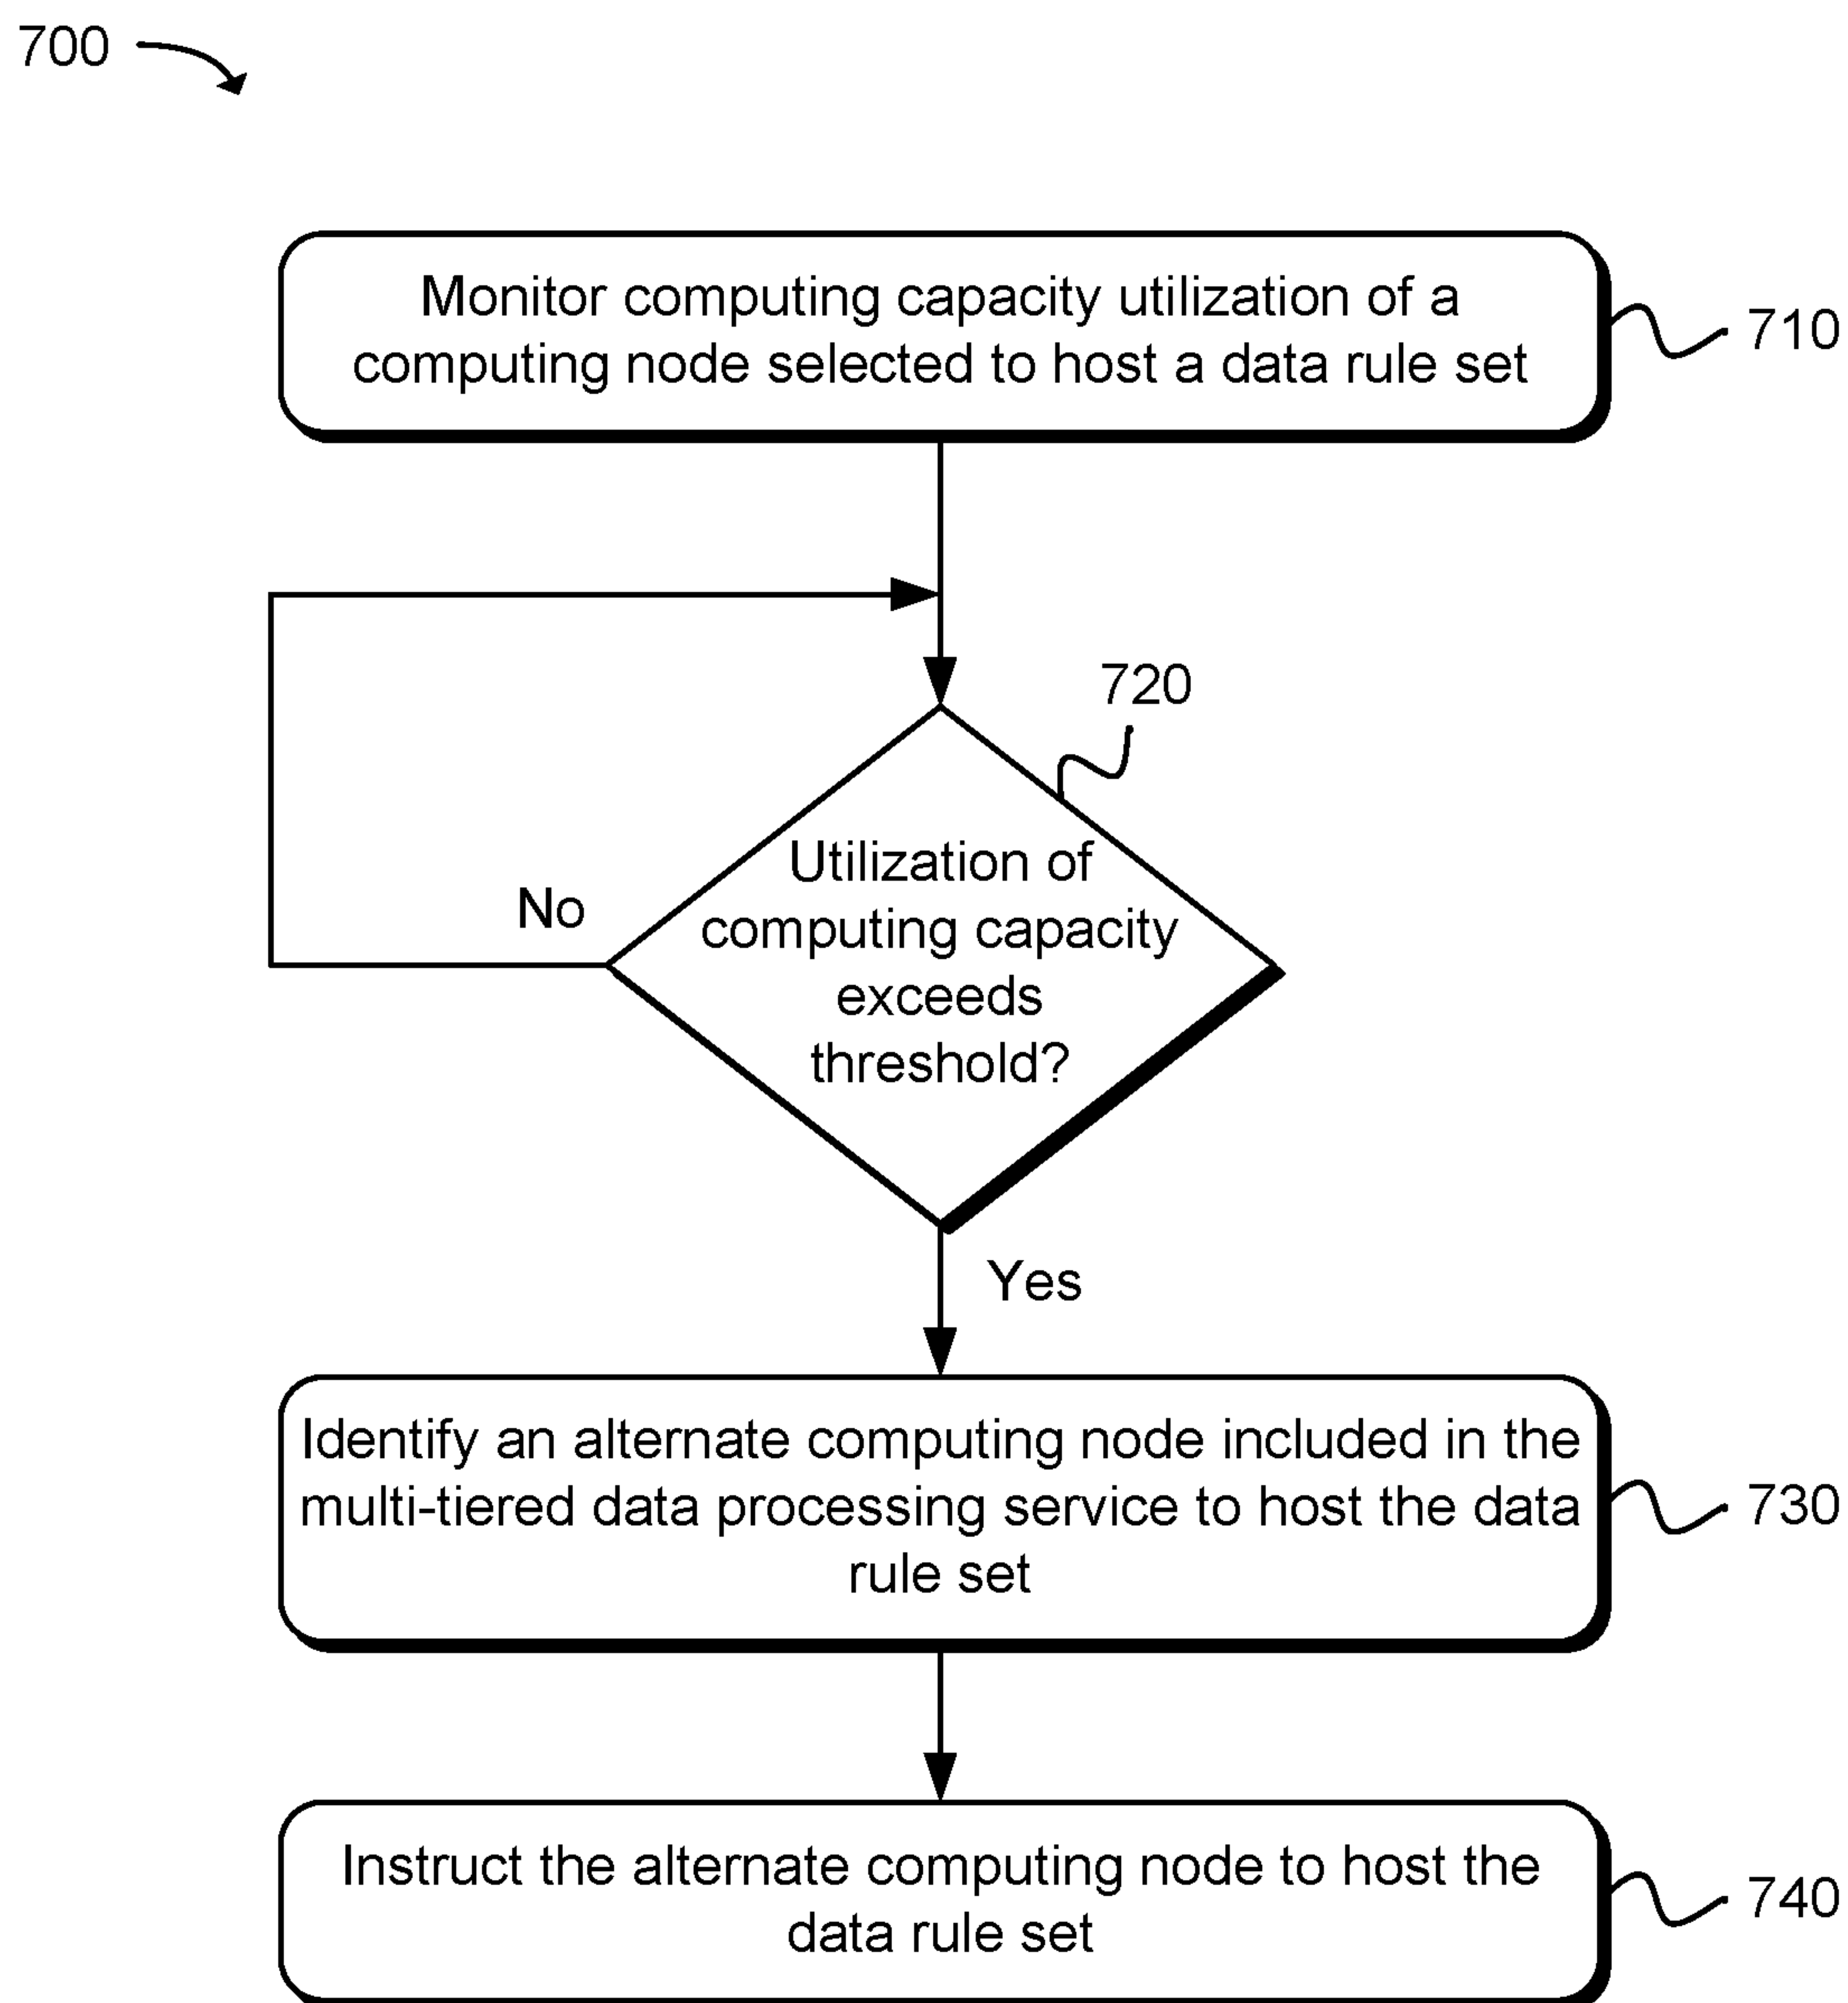 700
Monitor computing capacity utilization of a
computing node selected to host a data rule set
710
720
Utilization of
computing capacity
exceeds
threshold?
No
Yes
Identify an alternate computing node included in the
multi-tiered data processing service to host the data
rule set
730
Instruct the alternate computing node to host the
data rule set
740